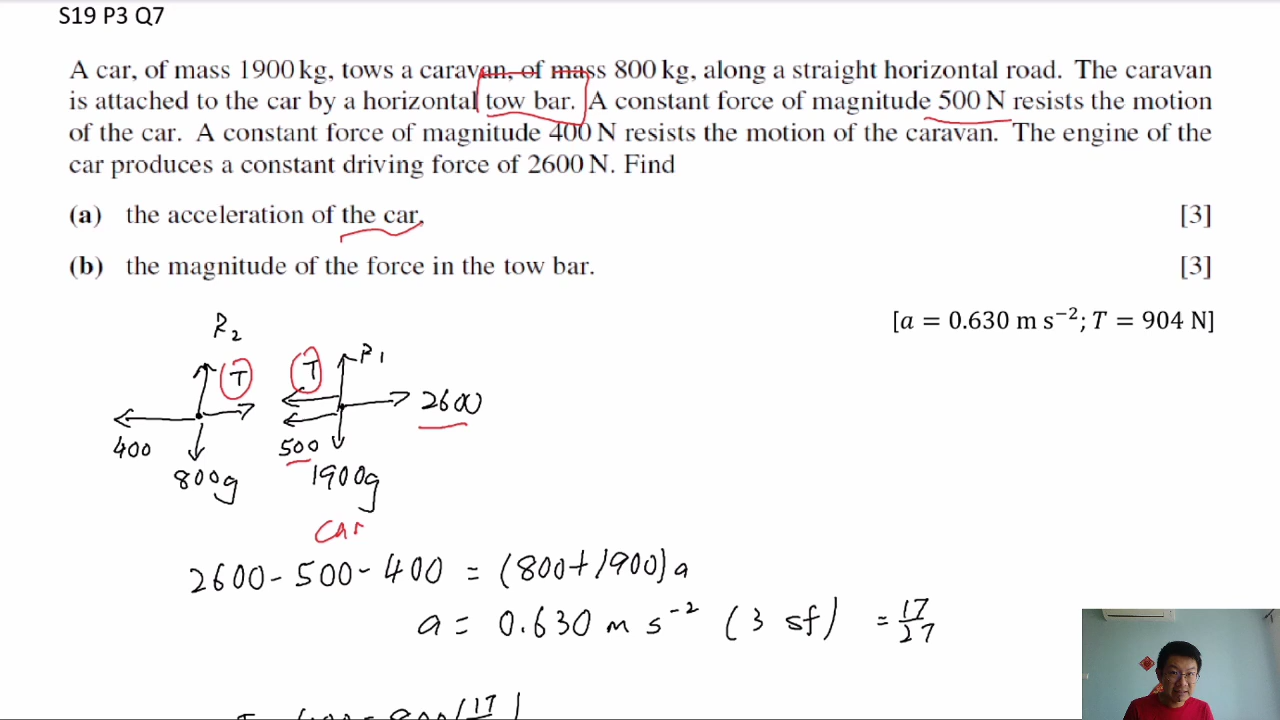 S19 P3 Q7
A car, of mass 1900 kg, tows a caravan, of mass 800 kg, along a straight horizontal road. The caravan
is attached to the car by a horizontal tow bar. A constant force of magnitude 500 N resists the motion
of the car. A constant force of magnitude 400 N resists the motion of the caravan. The engine of the
car produces a constant driving force of 2600 N. Find
(a) the acceleration of the car, [3]
(b) the magnitude of the force in the tow bar. [3]
[a = 0.630 m s⁻²; T = 904 N]
R₂
T
400
800g
T
R₁
2600
500
1900g
car
2600 - 500 - 400 = (800+1900)a
a = 0.630 m s⁻² (3 sf) = 17/27